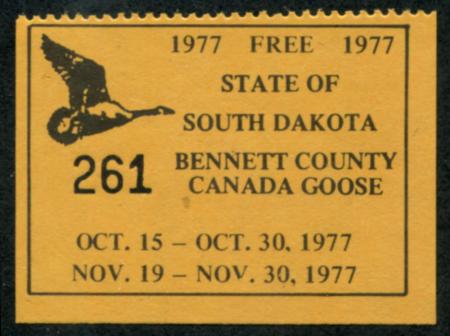 1977 FREE 1977
STATE OF
SOUTH DAKOTA
261 BENNETT COUNTY
CANADA GOOSE
OCT. 15 – OCT. 30, 1977
NOV. 19 – NOV. 30, 1977